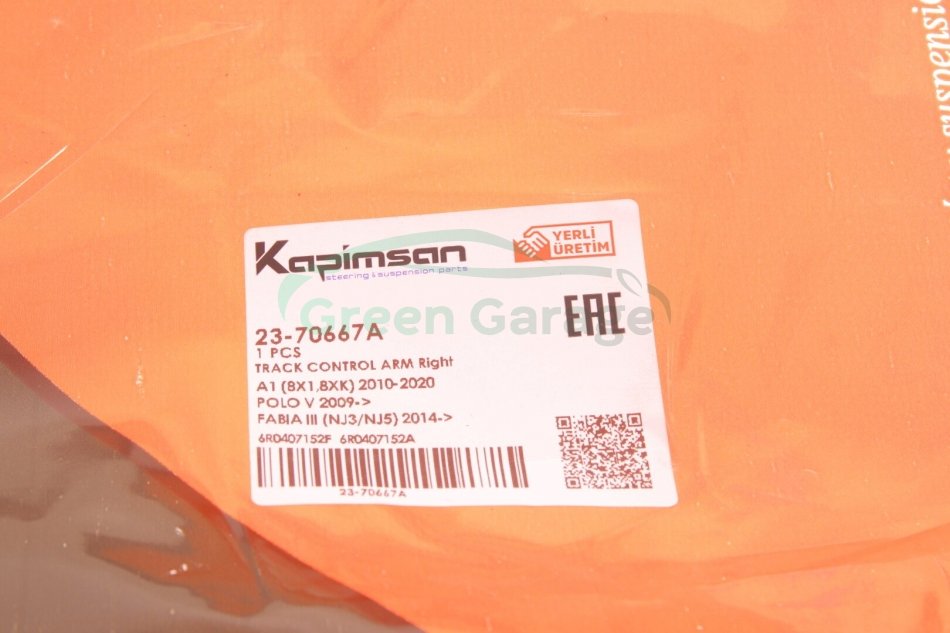 Kapimsan
steering & suspension parts
YERLİ
ÜRETİM
Green Garage
EAC
23-70667A
1 PCS
TRACK CONTROL ARM Right
A1 (8X1,8XK) 2010-2020
POLO V 2009->
FABIA III (NJ3/NJ5) 2014->
6R0407152F 6R0407152A
23-70667A